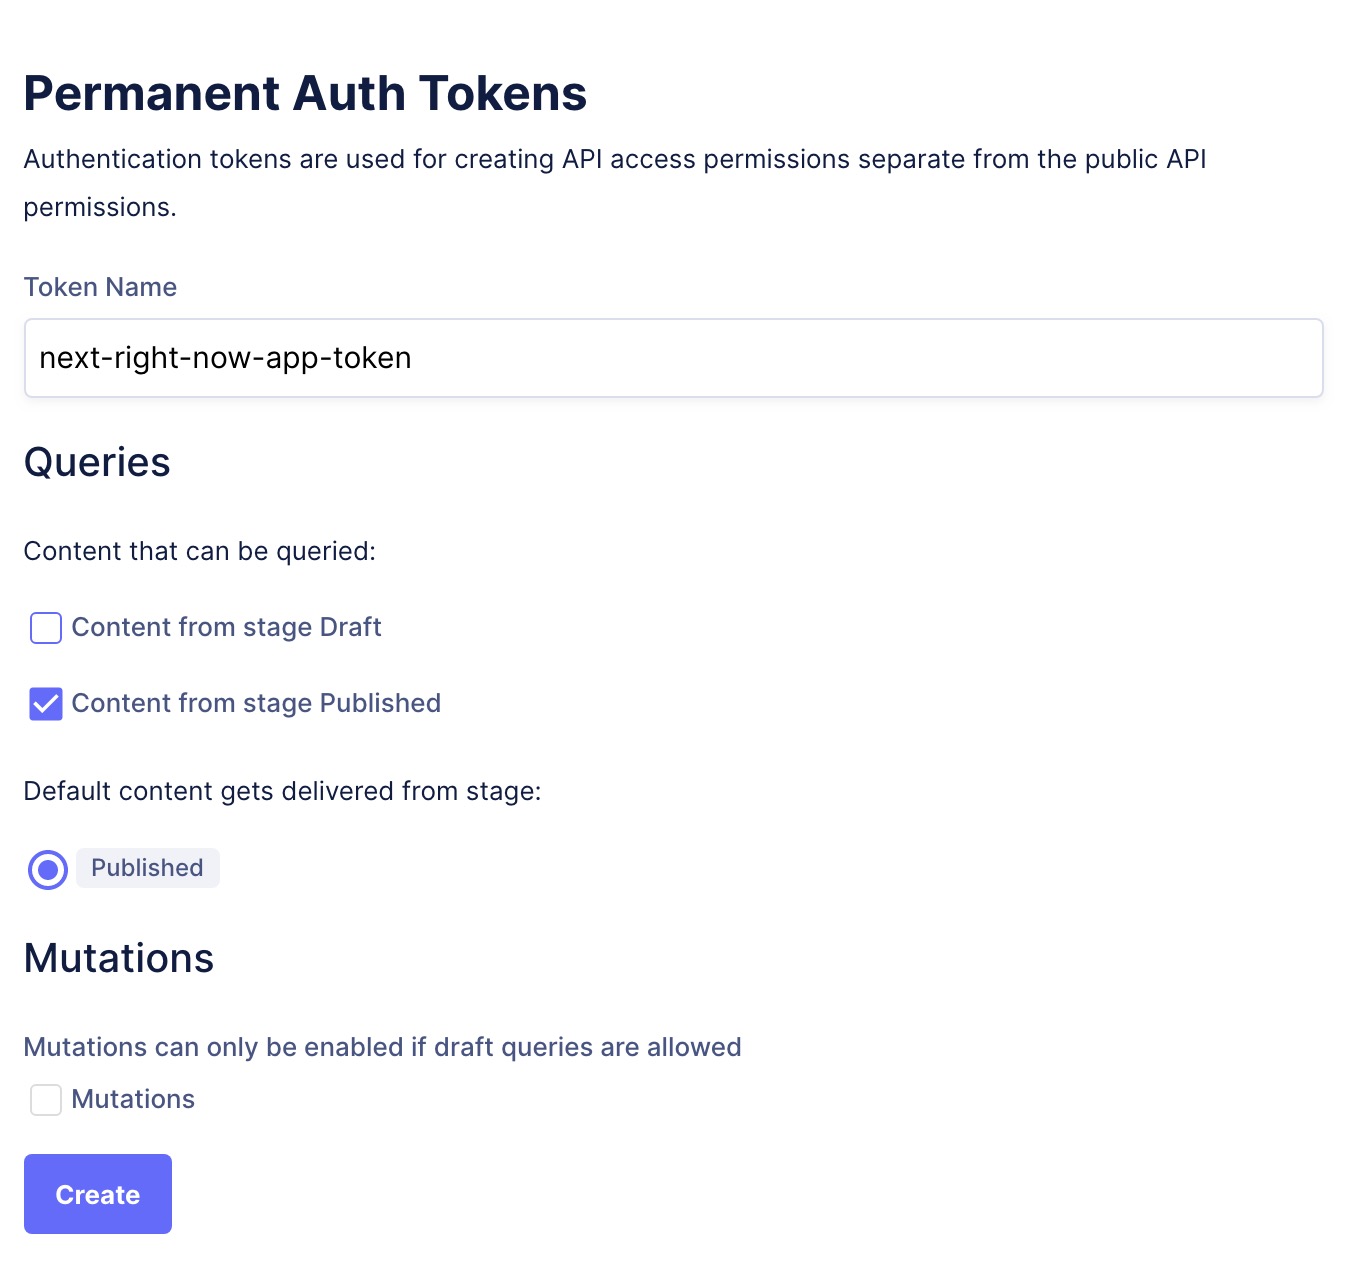 Permanent Auth Tokens
Authentication tokens are used for creating API access permissions separate from the public API
permissions.
Token Name
next-right-now-app-token
Queries
Content that can be queried:
Content from stage Draft
Content from stage Published
Default content gets delivered from stage:
Published
Mutations
Mutations can only be enabled if draft queries are allowed
Mutations
Create